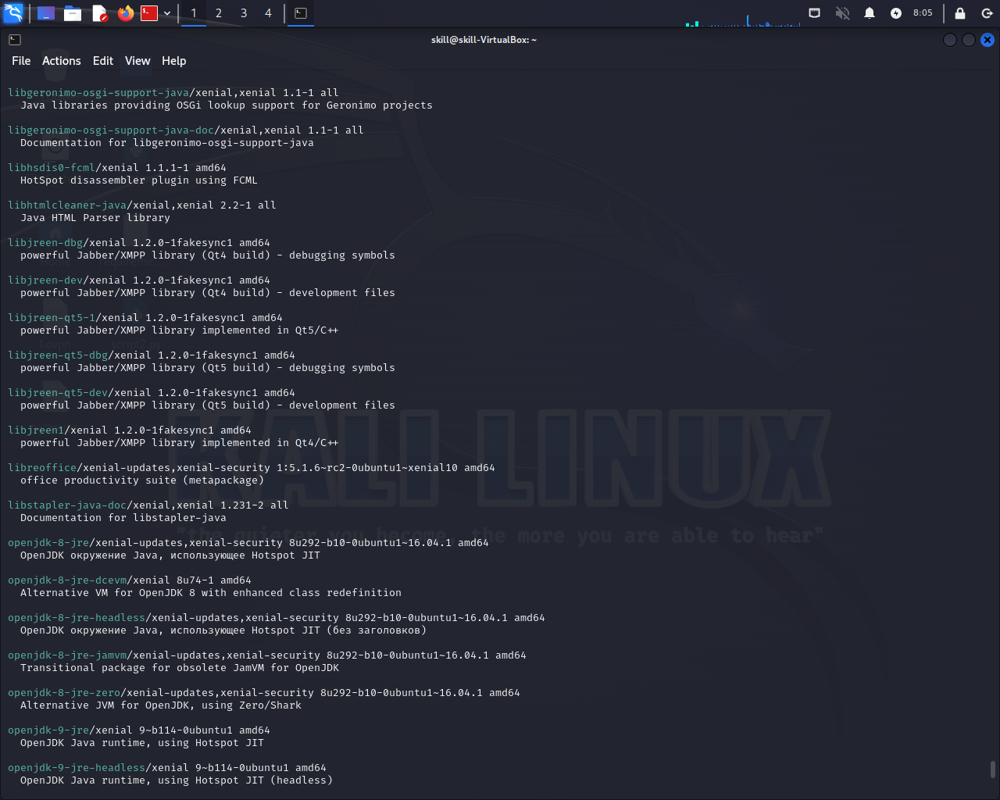 1 2 3 4 8:05
skill@skill-VirtualBox: ~
File Actions Edit View Help
libgeronimo-osgi-support-java/xenial,xenial 1.1-1 all
Java libraries providing OSGi lookup support for Geronimo projects
libgeronimo-osgi-support-java-doc/xenial,xenial 1.1-1 all
Documentation for libgeronimo-osgi-support-java
libhsdis0-fcml/xenial 1.1.1-1 amd64
HotSpot disassembler plugin using FCML
libhtmlcleaner-java/xenial,xenial 2.2-1 all
Java HTML Parser library
libjreen-dbg/xenial 1.2.0-1fakesync1 amd64
powerful Jabber/XMPP library (Qt4 build) - debugging symbols
libjreen-dev/xenial 1.2.0-1fakesync1 amd64
powerful Jabber/XMPP library (Qt4 build) - development files
libjreen-qt5-1/xenial 1.2.0-1fakesync1 amd64
powerful Jabber/XMPP library implemented in Qt5/C++
1.ovpn script2.py
libjreen-qt5-dbg/xenial 1.2.0-1fakesync1 amd64
powerful Jabber/XMPP library (Qt5 build) - debugging symbols
libjreen-qt5-dev/xenial 1.2.0-1fakesync1 amd64
powerful Jabber/XMPP library (Qt5 build) - development files
libjreen1/xenial 1.2.0-1fakesync1 amd64
powerful Jabber/XMPP library implemented in Qt4/C++
KALI LINUX
libreoffice/xenial-updates,xenial-security 1:5.1.6~rc2-0ubuntu1~xenial10 amd64
office productivity suite (metapackage)
libstapler-java-doc/xenial,xenial 1.231-2 all
Documentation for libstapler-java
"the quieter you become, the more you are able to hear"
openjdk-8-jre/xenial-updates,xenial-security 8u292-b10-0ubuntu1~16.04.1 amd64
OpenJDK окружение Java, использующее Hotspot JIT
openjdk-8-jre-dcevm/xenial 8u74-1 amd64
Alternative VM for OpenJDK 8 with enhanced class redefinition
openjdk-8-jre-headless/xenial-updates,xenial-security 8u292-b10-0ubuntu1~16.04.1 amd64
OpenJDK окружение Java, использующее Hotspot JIT (без заголовков)
openjdk-8-jre-jamvm/xenial-updates,xenial-security 8u292-b10-0ubuntu1~16.04.1 amd64
Transitional package for obsolete JamVM for OpenJDK
openjdk-8-jre-zero/xenial-updates,xenial-security 8u292-b10-0ubuntu1~16.04.1 amd64
Alternative JVM for OpenJDK, using Zero/Shark
openjdk-9-jre/xenial 9~b114-0ubuntu1 amd64
OpenJDK Java runtime, using Hotspot JIT
openjdk-9-jre-headless/xenial 9~b114-0ubuntu1 amd64
OpenJDK Java runtime, using Hotspot JIT (headless)